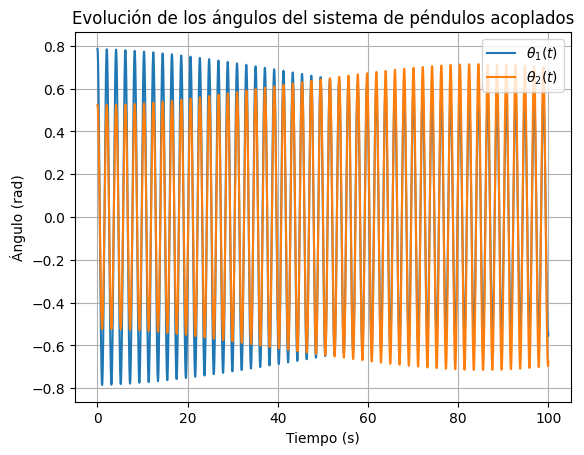 Evolución de los ángulos del sistema de péndulos acoplados
θ₁(t)
θ₂(t)
0.8
0.6
0.4
0.2
0.0
−0.2
−0.4
−0.6
−0.8
Ángulo (rad)
0 20 40 60 80 100
Tiempo (s)